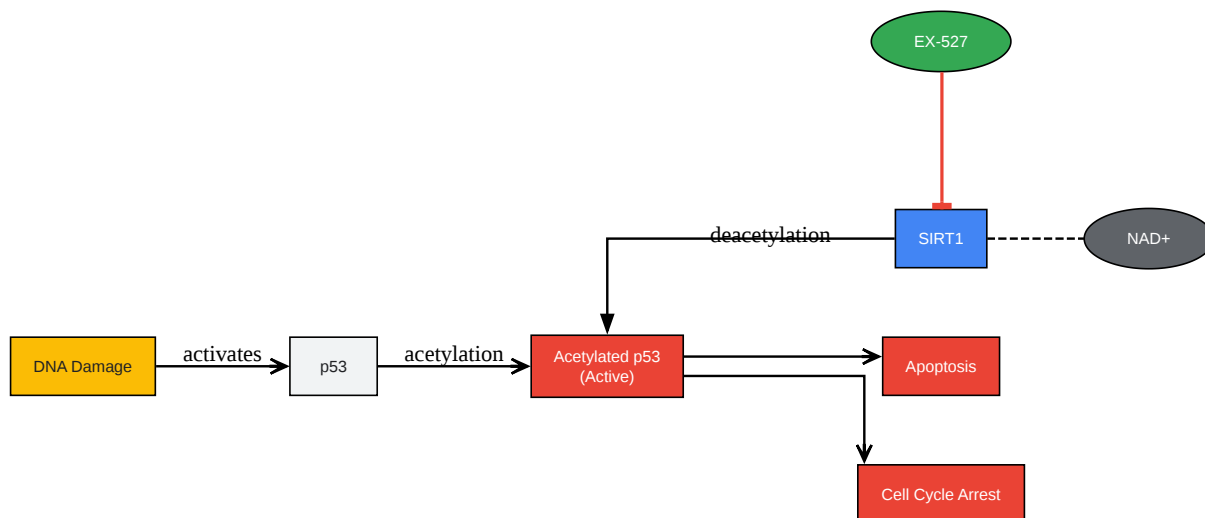 EX-527
deacetylation
SIRT1
NAD+
DNA Damage
activates
p53
acetylation
Acetylated p53
(Active)
Apoptosis
Cell Cycle Arrest